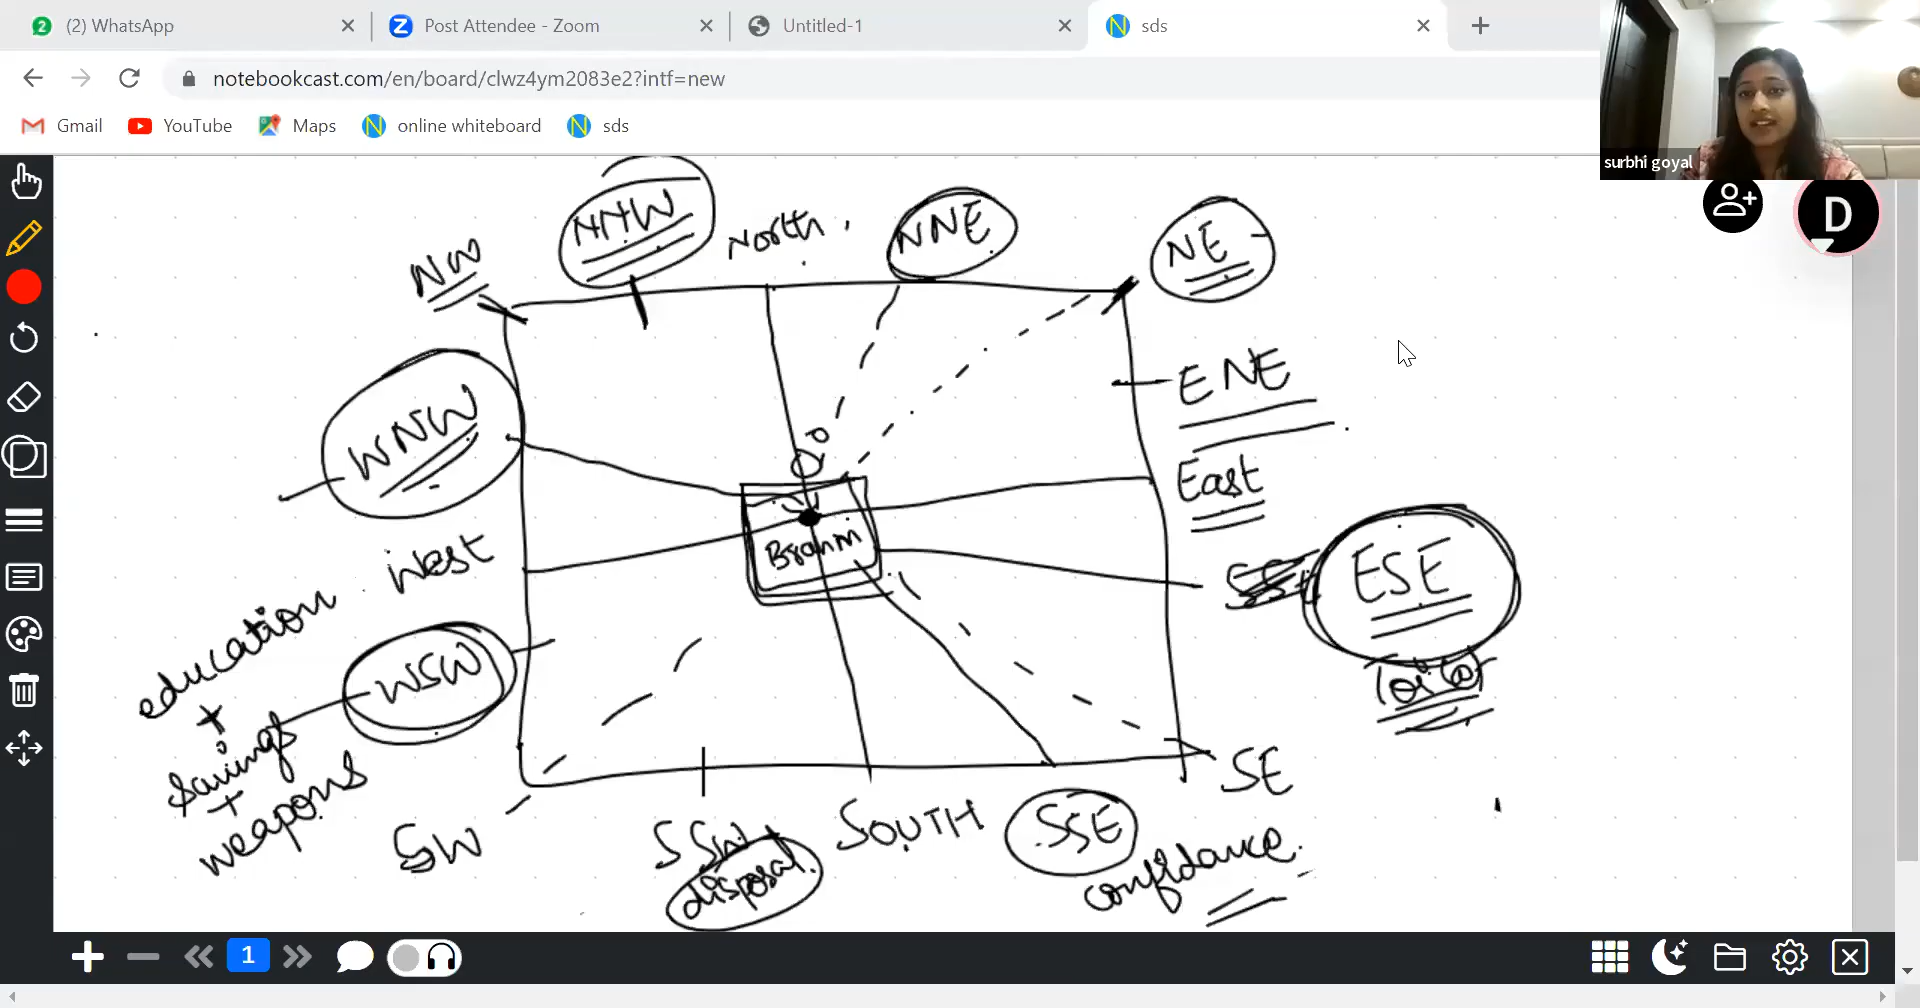 (2) WhatsApp
Post Attendee - Zoom
Untitled-1
sds
notebookcast.com/en/board/clwz4ym2083e2?intf=new
Gmail
YouTube
Maps
online whiteboard
sds
surbhi goyal
D
NW
NNW
North
NNE
NE
ENE
WNW
East
Brahm
West
ESE
education
+
savings
+
weapons
WSW
SW
SSW
disposal
SOUTH
SSE
confidance
SE
1